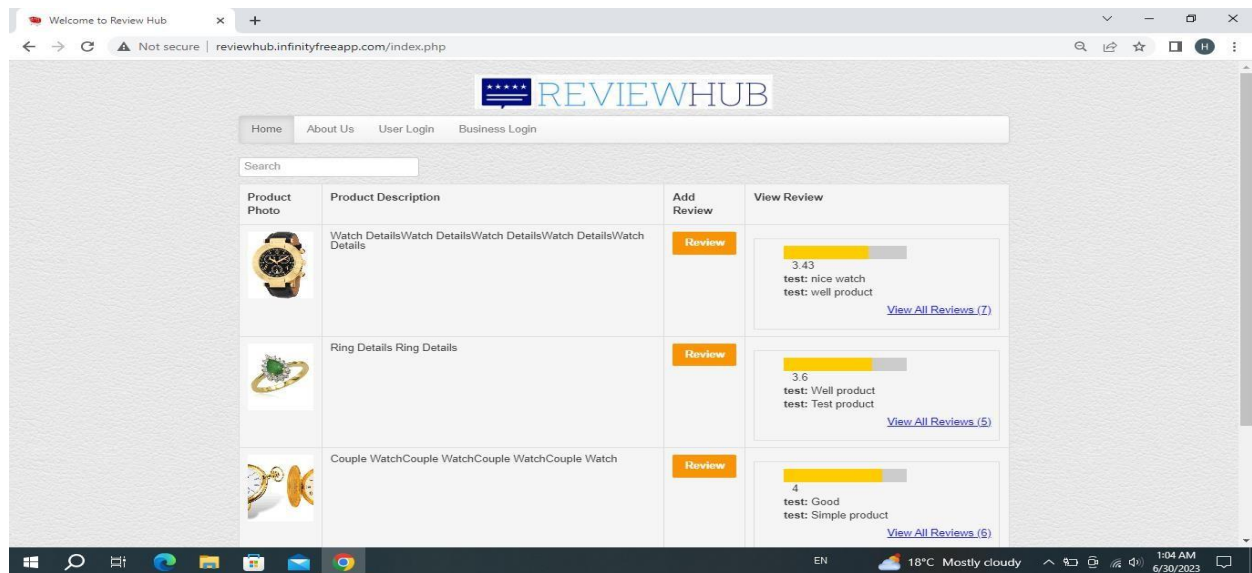 Welcome to Review Hub
Not secure | reviewhub.infinityfreeapp.com/index.php
H
REVIEWHUB
Home About Us User Login Business Login
Search
Product Photo Product Description Add Review View Review
Watch DetailsWatch DetailsWatch DetailsWatch DetailsWatch
Details
Review
3.43
test: nice watch
test: well product
View All Reviews (7)
Ring Details Ring Details
Review
3.6
test: Well product
test: Test product
View All Reviews (5)
Couple WatchCouple WatchCouple WatchCouple Watch
Review
4
test: Good
test: Simple product
View All Reviews (6)
EN 18°C Mostly cloudy 1:04 AM
6/30/2023